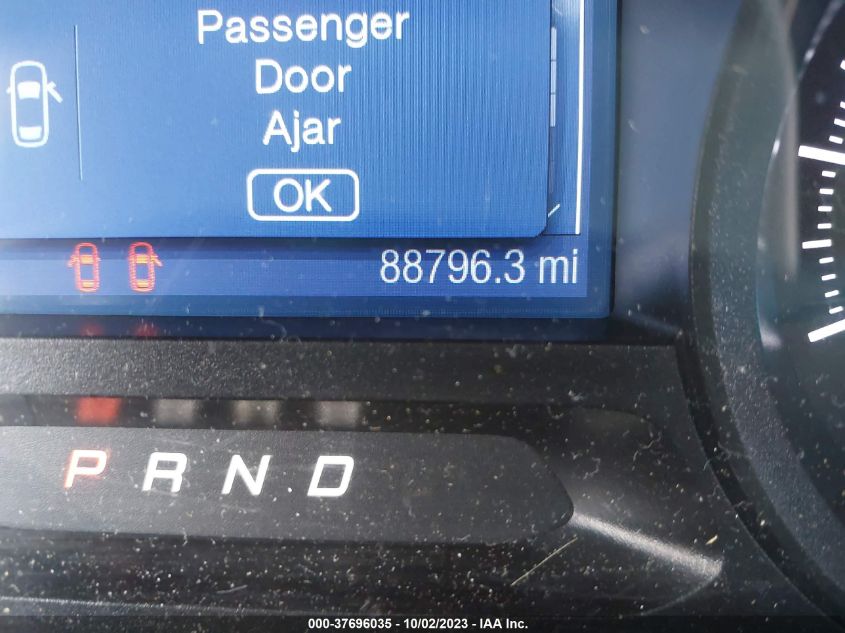 Passenger
Door
Ajar
OK
88796.3 mi
P R N D
000-37696035 - 10/02/2023 - IAA Inc.